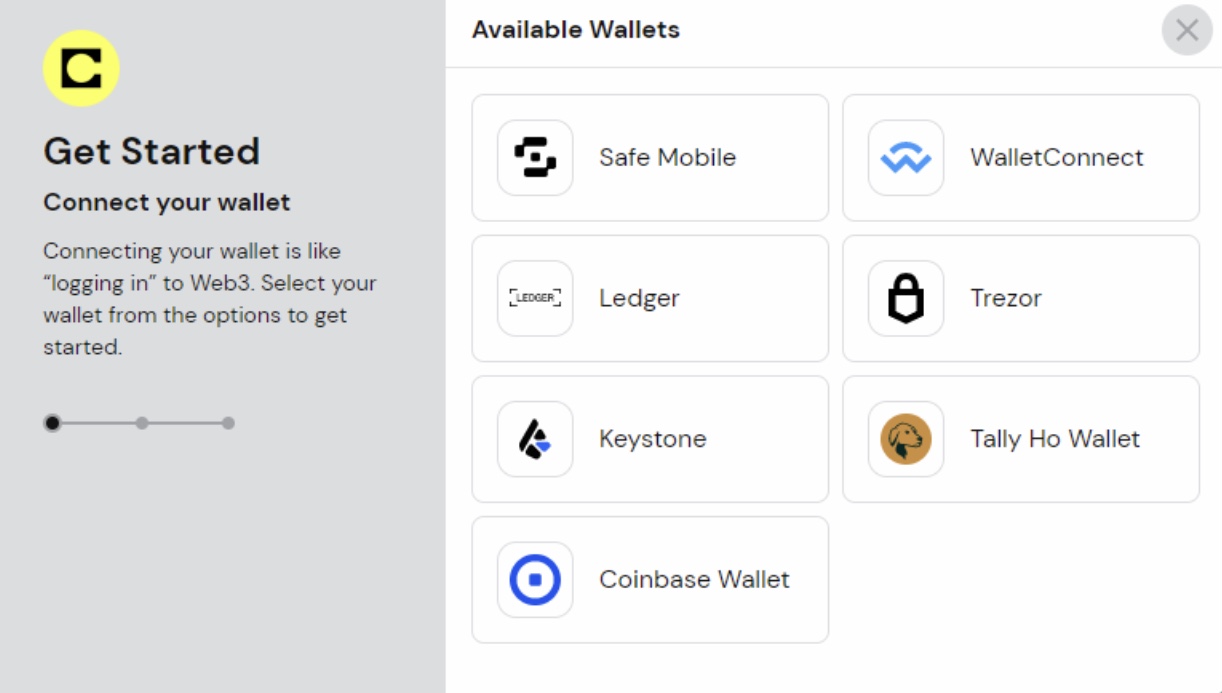 Get Started
Connect your wallet
Connecting your wallet is like
“logging in” to Web3. Select your
wallet from the options to get
started.
Available Wallets
Safe Mobile
WalletConnect
LEDGER
Ledger
Trezor
Keystone
Tally Ho Wallet
Coinbase Wallet